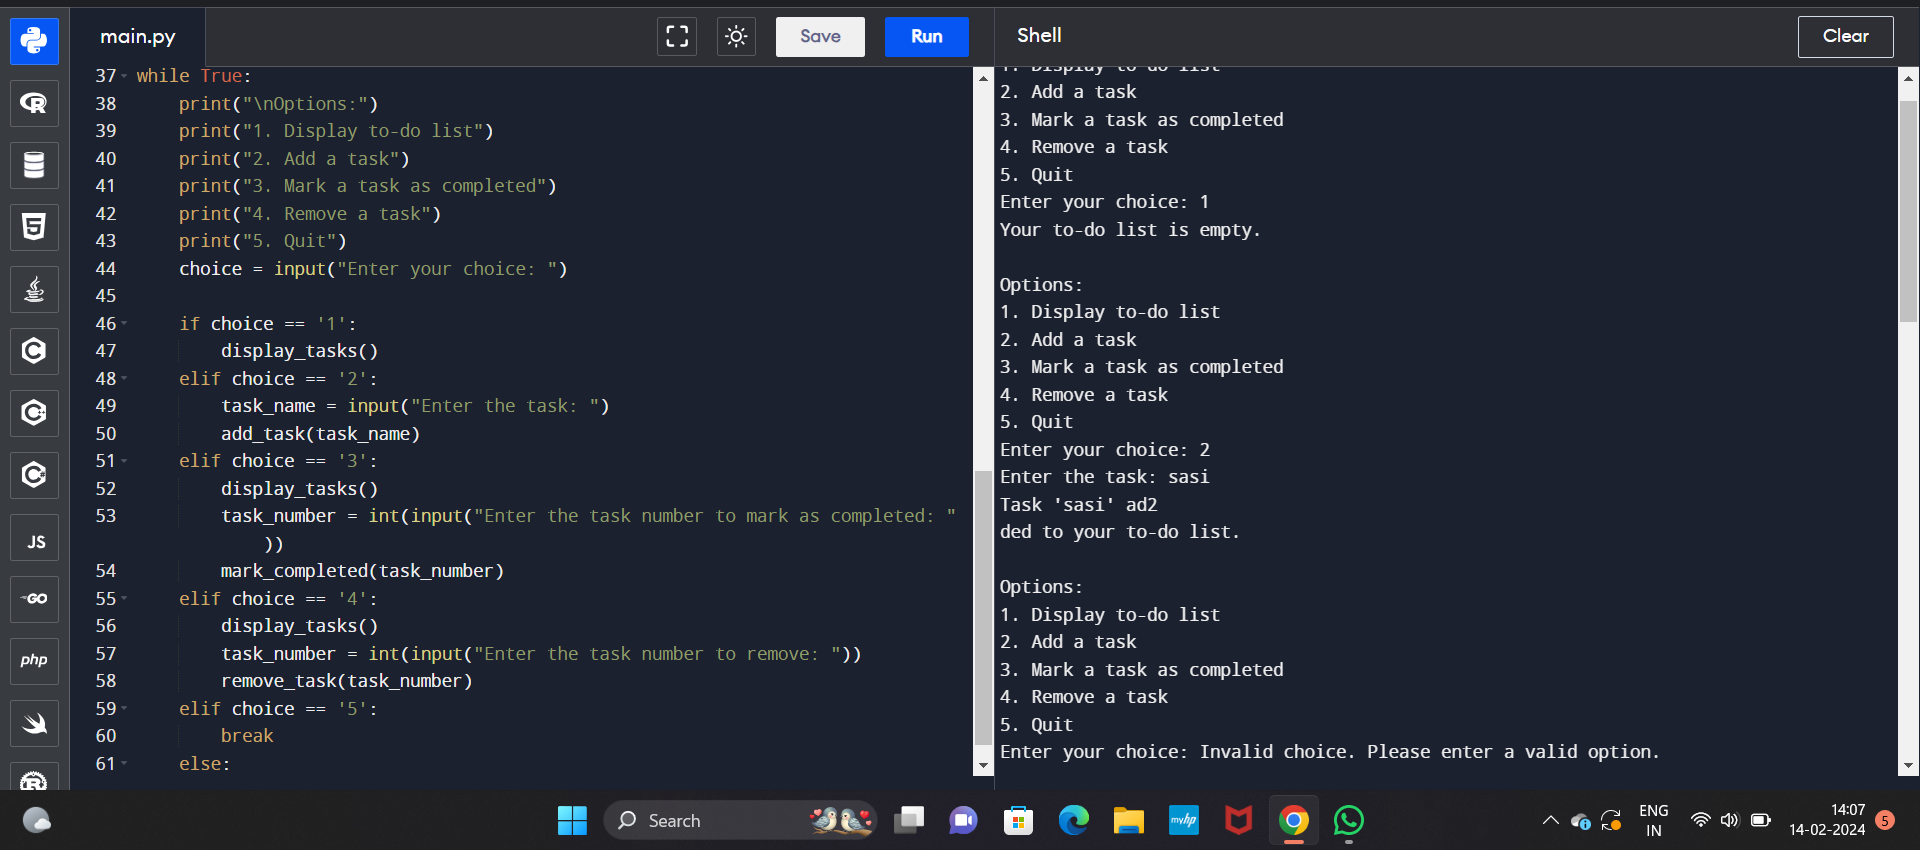 main.py
Save
Run
37 while True:
38 print("\nOptions:")
39 print("1. Display to-do list")
40 print("2. Add a task")
41 print("3. Mark a task as completed")
42 print("4. Remove a task")
43 print("5. Quit")
44 choice = input("Enter your choice: ")
45
46 if choice == '1':
47 display_tasks()
48 elif choice == '2':
49 task_name = input("Enter the task: ")
50 add_task(task_name)
51 elif choice == '3':
52 display_tasks()
53 task_number = int(input("Enter the task number to mark as completed: "
))
54 mark_completed(task_number)
55 elif choice == '4':
56 display_tasks()
57 task_number = int(input("Enter the task number to remove: "))
58 remove_task(task_number)
59 elif choice == '5':
60 break
61 else:
Shell
Clear
1. Display to-do list
2. Add a task
3. Mark a task as completed
4. Remove a task
5. Quit
Enter your choice: 1
Your to-do list is empty.
Options:
1. Display to-do list
2. Add a task
3. Mark a task as completed
4. Remove a task
5. Quit
Enter your choice: 2
Enter the task: sasi
Task 'sasi' ad2
ded to your to-do list.
Options:
1. Display to-do list
2. Add a task
3. Mark a task as completed
4. Remove a task
5. Quit
Enter your choice: Invalid choice. Please enter a valid option.
R
5
C
C++
C#
JS
GO
php
R
Search
myhp
ENG
IN
14:07
14-02-2024
5